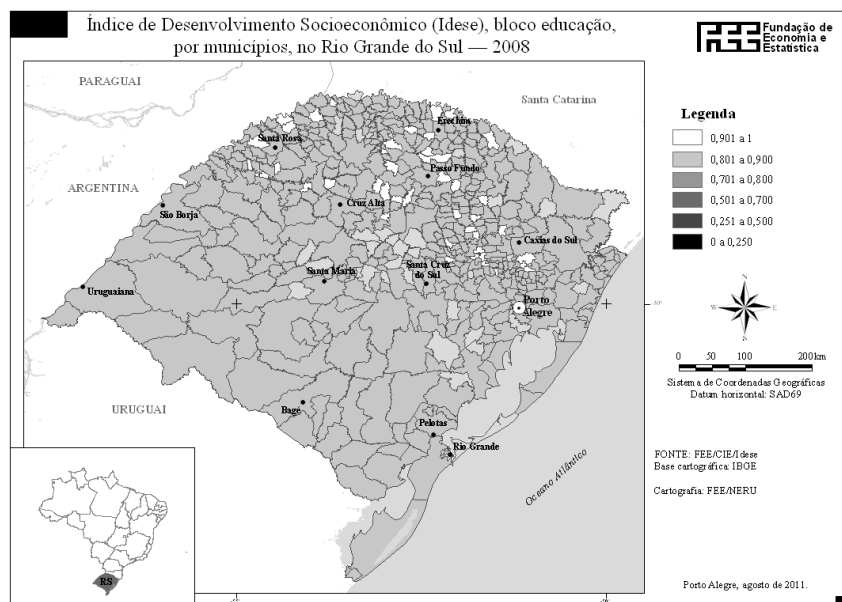 Índice de Desenvolvimento Socioeconômico (Idese), bloco educação,
por municípios, no Rio Grande do Sul — 2008
FEE Fundação de
Economia e
Estatística
PARAGUAI
Santa Catarina
Erechim
Santa Rosa
Passo Fundo
ARGENTINA
Cruz Alta
São Borja
Caxias do Sul
Santa Maria
Santa Cruz
do Sul
Uruguaiana
Porto
Alegre
URUGUAI
Bagé
Pelotas
Rio Grande
Oceano Atlântico
RS
Legenda
0,901 a 1
0,801 a 0,900
0,701 a 0,800
0,501 a 0,700
0,251 a 0,500
0 a 0,250
N
W E
S
0 50 100 200km
Sistema de Coordenadas Geográficas
Datum horizontal: SAD69
FONTE: FEE/CIE/Idese
Base cartográfica: IBGE
Cartografia: FEE/NERU
Porto Alegre, agosto de 2011.